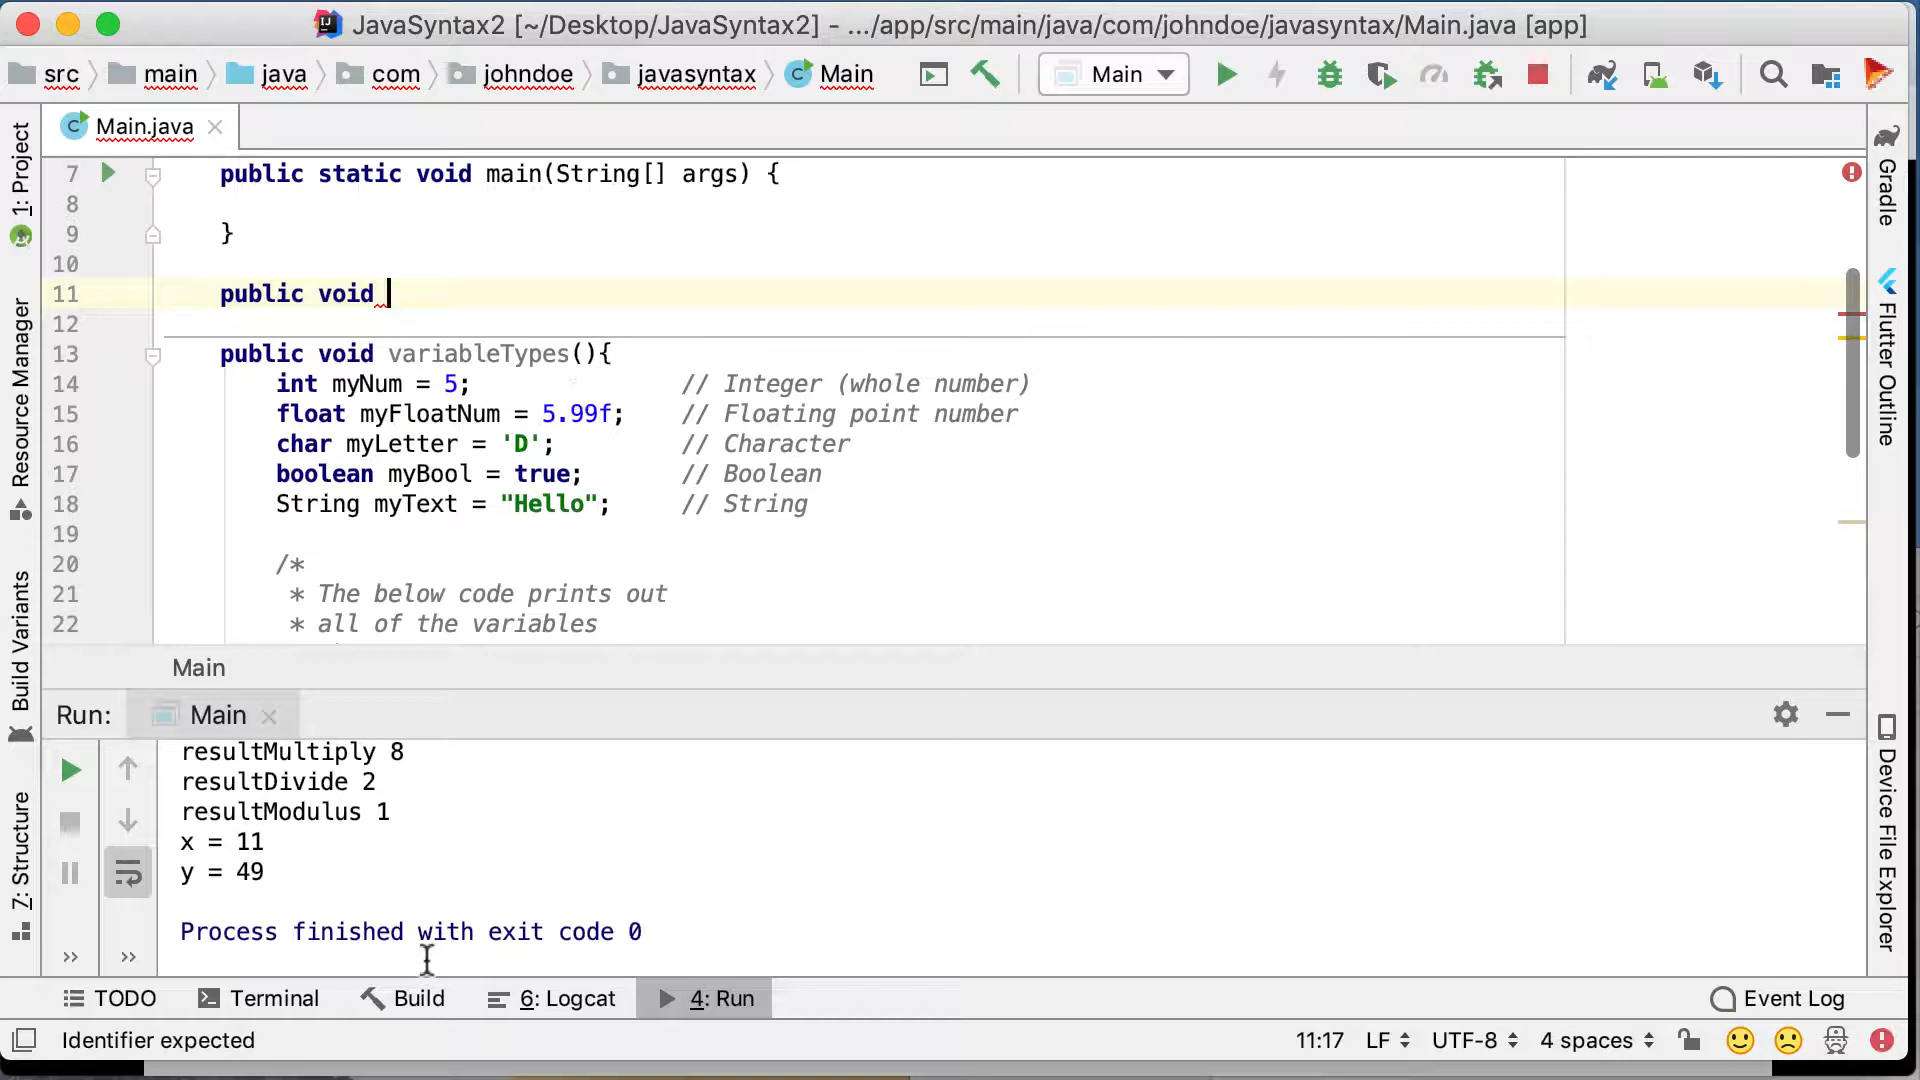 JavaSyntax2 [~/Desktop/JavaSyntax2] - .../app/src/main/java/com/johndoe/javasyntax/Main.java [app]
src main java com johndoe javasyntax Main Main
Main.java
7 public static void main(String[] args) {
8
9 }
10
11 public void
12
13 public void variableTypes(){
14 int myNum = 5; // Integer (whole number)
15 float myFloatNum = 5.99f; // Floating point number
16 char myLetter = 'D'; // Character
17 boolean myBool = true; // Boolean
18 String myText = "Hello"; // String
19
20 /*
21 * The below code prints out
22 * all of the variables
Main
Run: Main
resultMultiply 8
resultDivide 2
resultModulus 1
x = 11
y = 49
Process finished with exit code 0
TODO Terminal Build 6: Logcat 4: Run Event Log
Identifier expected 11:17 LF UTF-8 4 spaces
1: Project
Resource Manager
Build Variants
7: Structure
Gradle
Flutter Outline
Device File Explorer